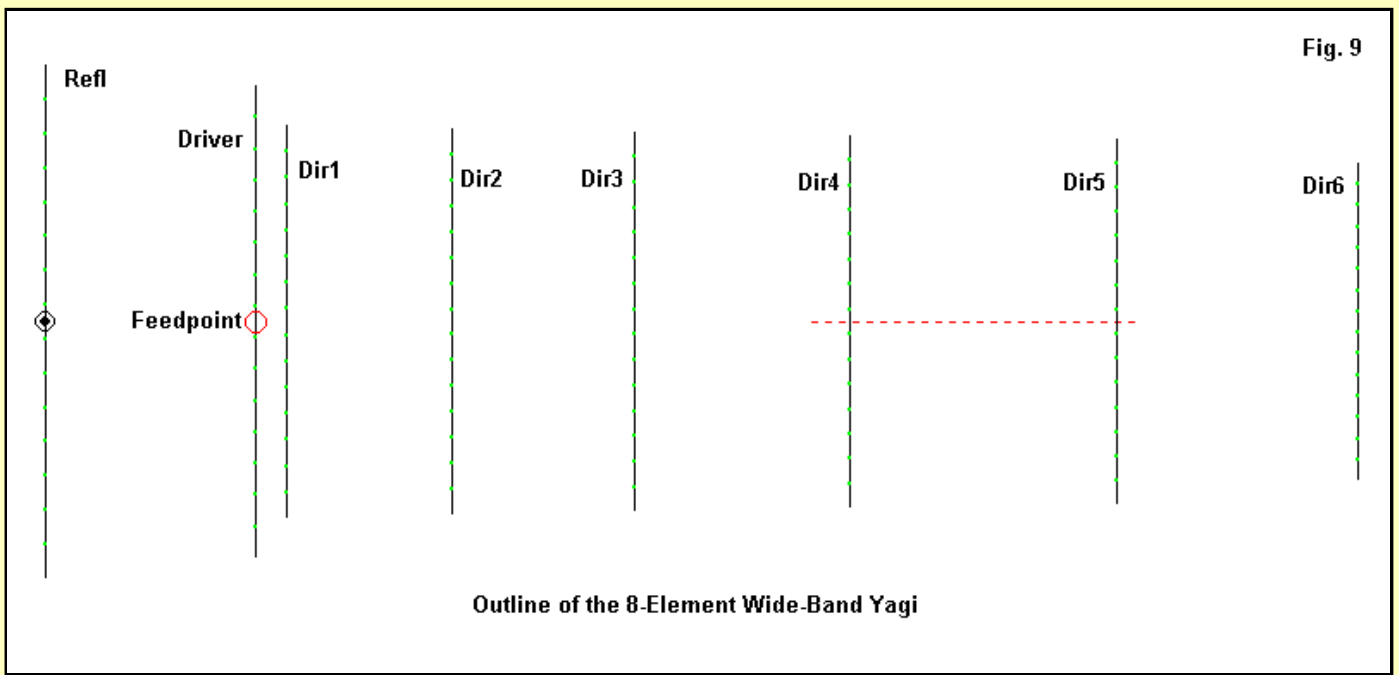 Fig. 9
Refl
Driver
Dir1
Dir2
Dir3
Dir4
Dir5
Dir6
Feedpoint
Outline of the 8-Element Wide-Band Yagi